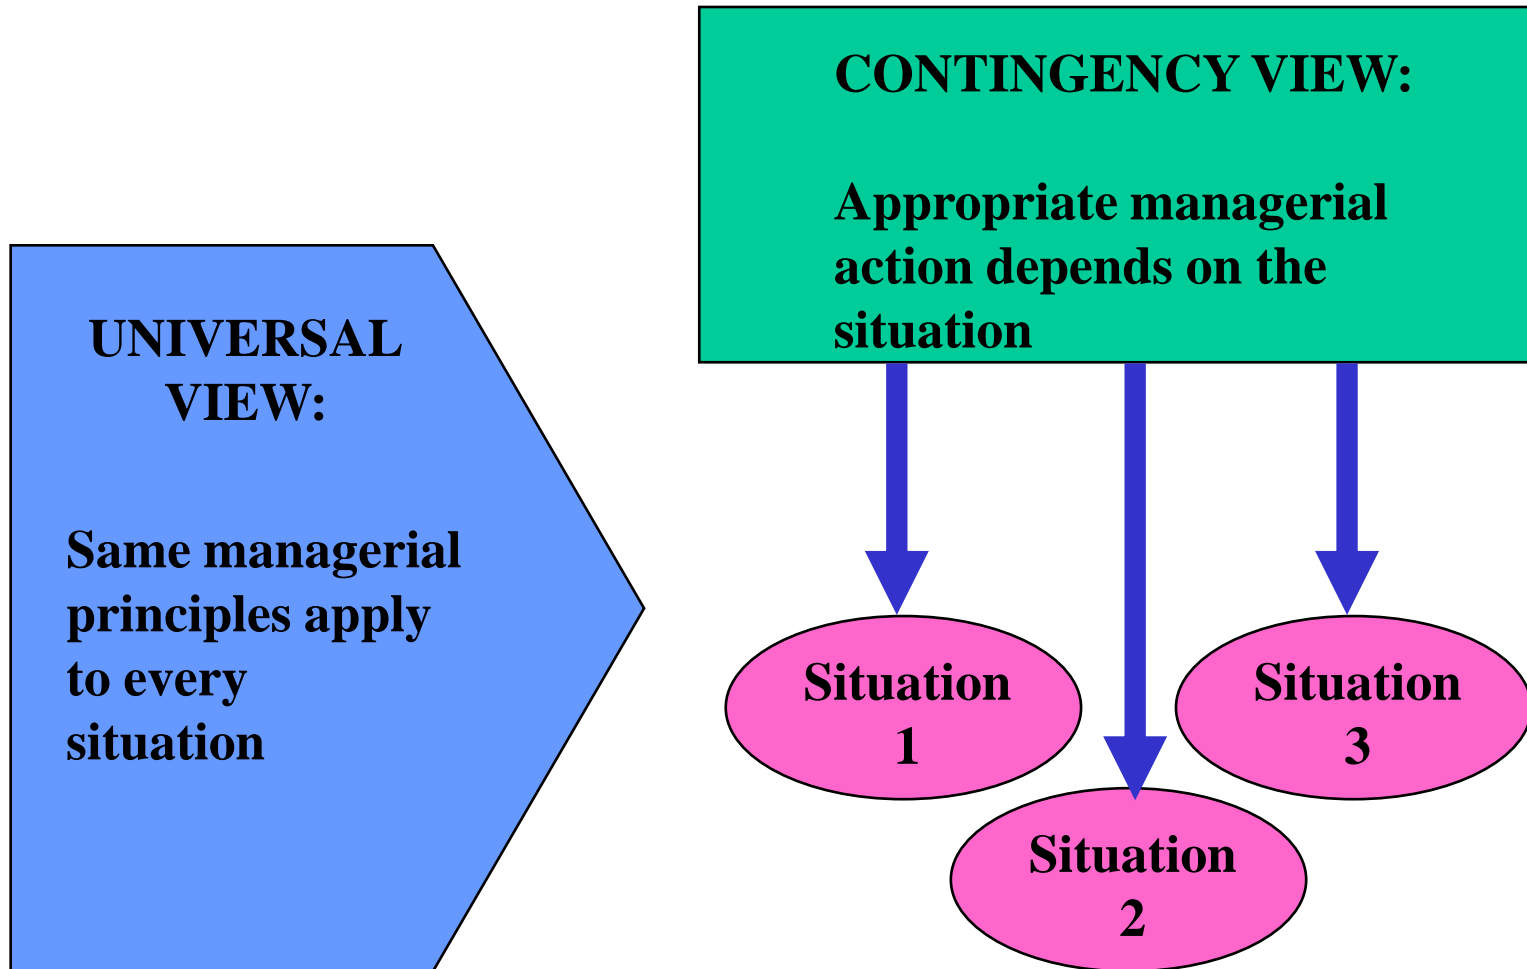 UNIVERSAL
VIEW:
Same managerial
principles apply
to every
situation
CONTINGENCY VIEW:
Appropriate managerial
action depends on the
situation
Situation
1
Situation
2
Situation
3